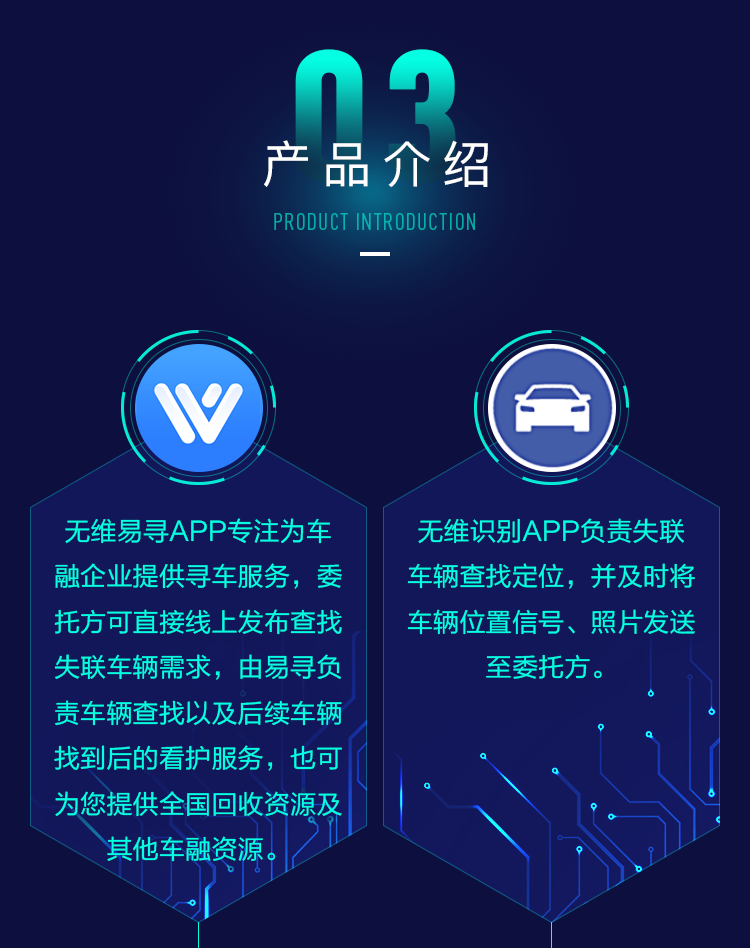 03
产品介绍
PRODUCT INTRODUCTION
无维易寻APP专注为车
融企业提供寻车服务，委
托方可直接线上发布查找
失联车辆需求，由易寻负
责车辆查找以及后续车辆
找到后的看护服务，也可
为您提供全国回收资源及
其他车融资源。
无维识别APP负责失联
车辆查找定位，并及时将
车辆位置信号、照片发送
至委托方。